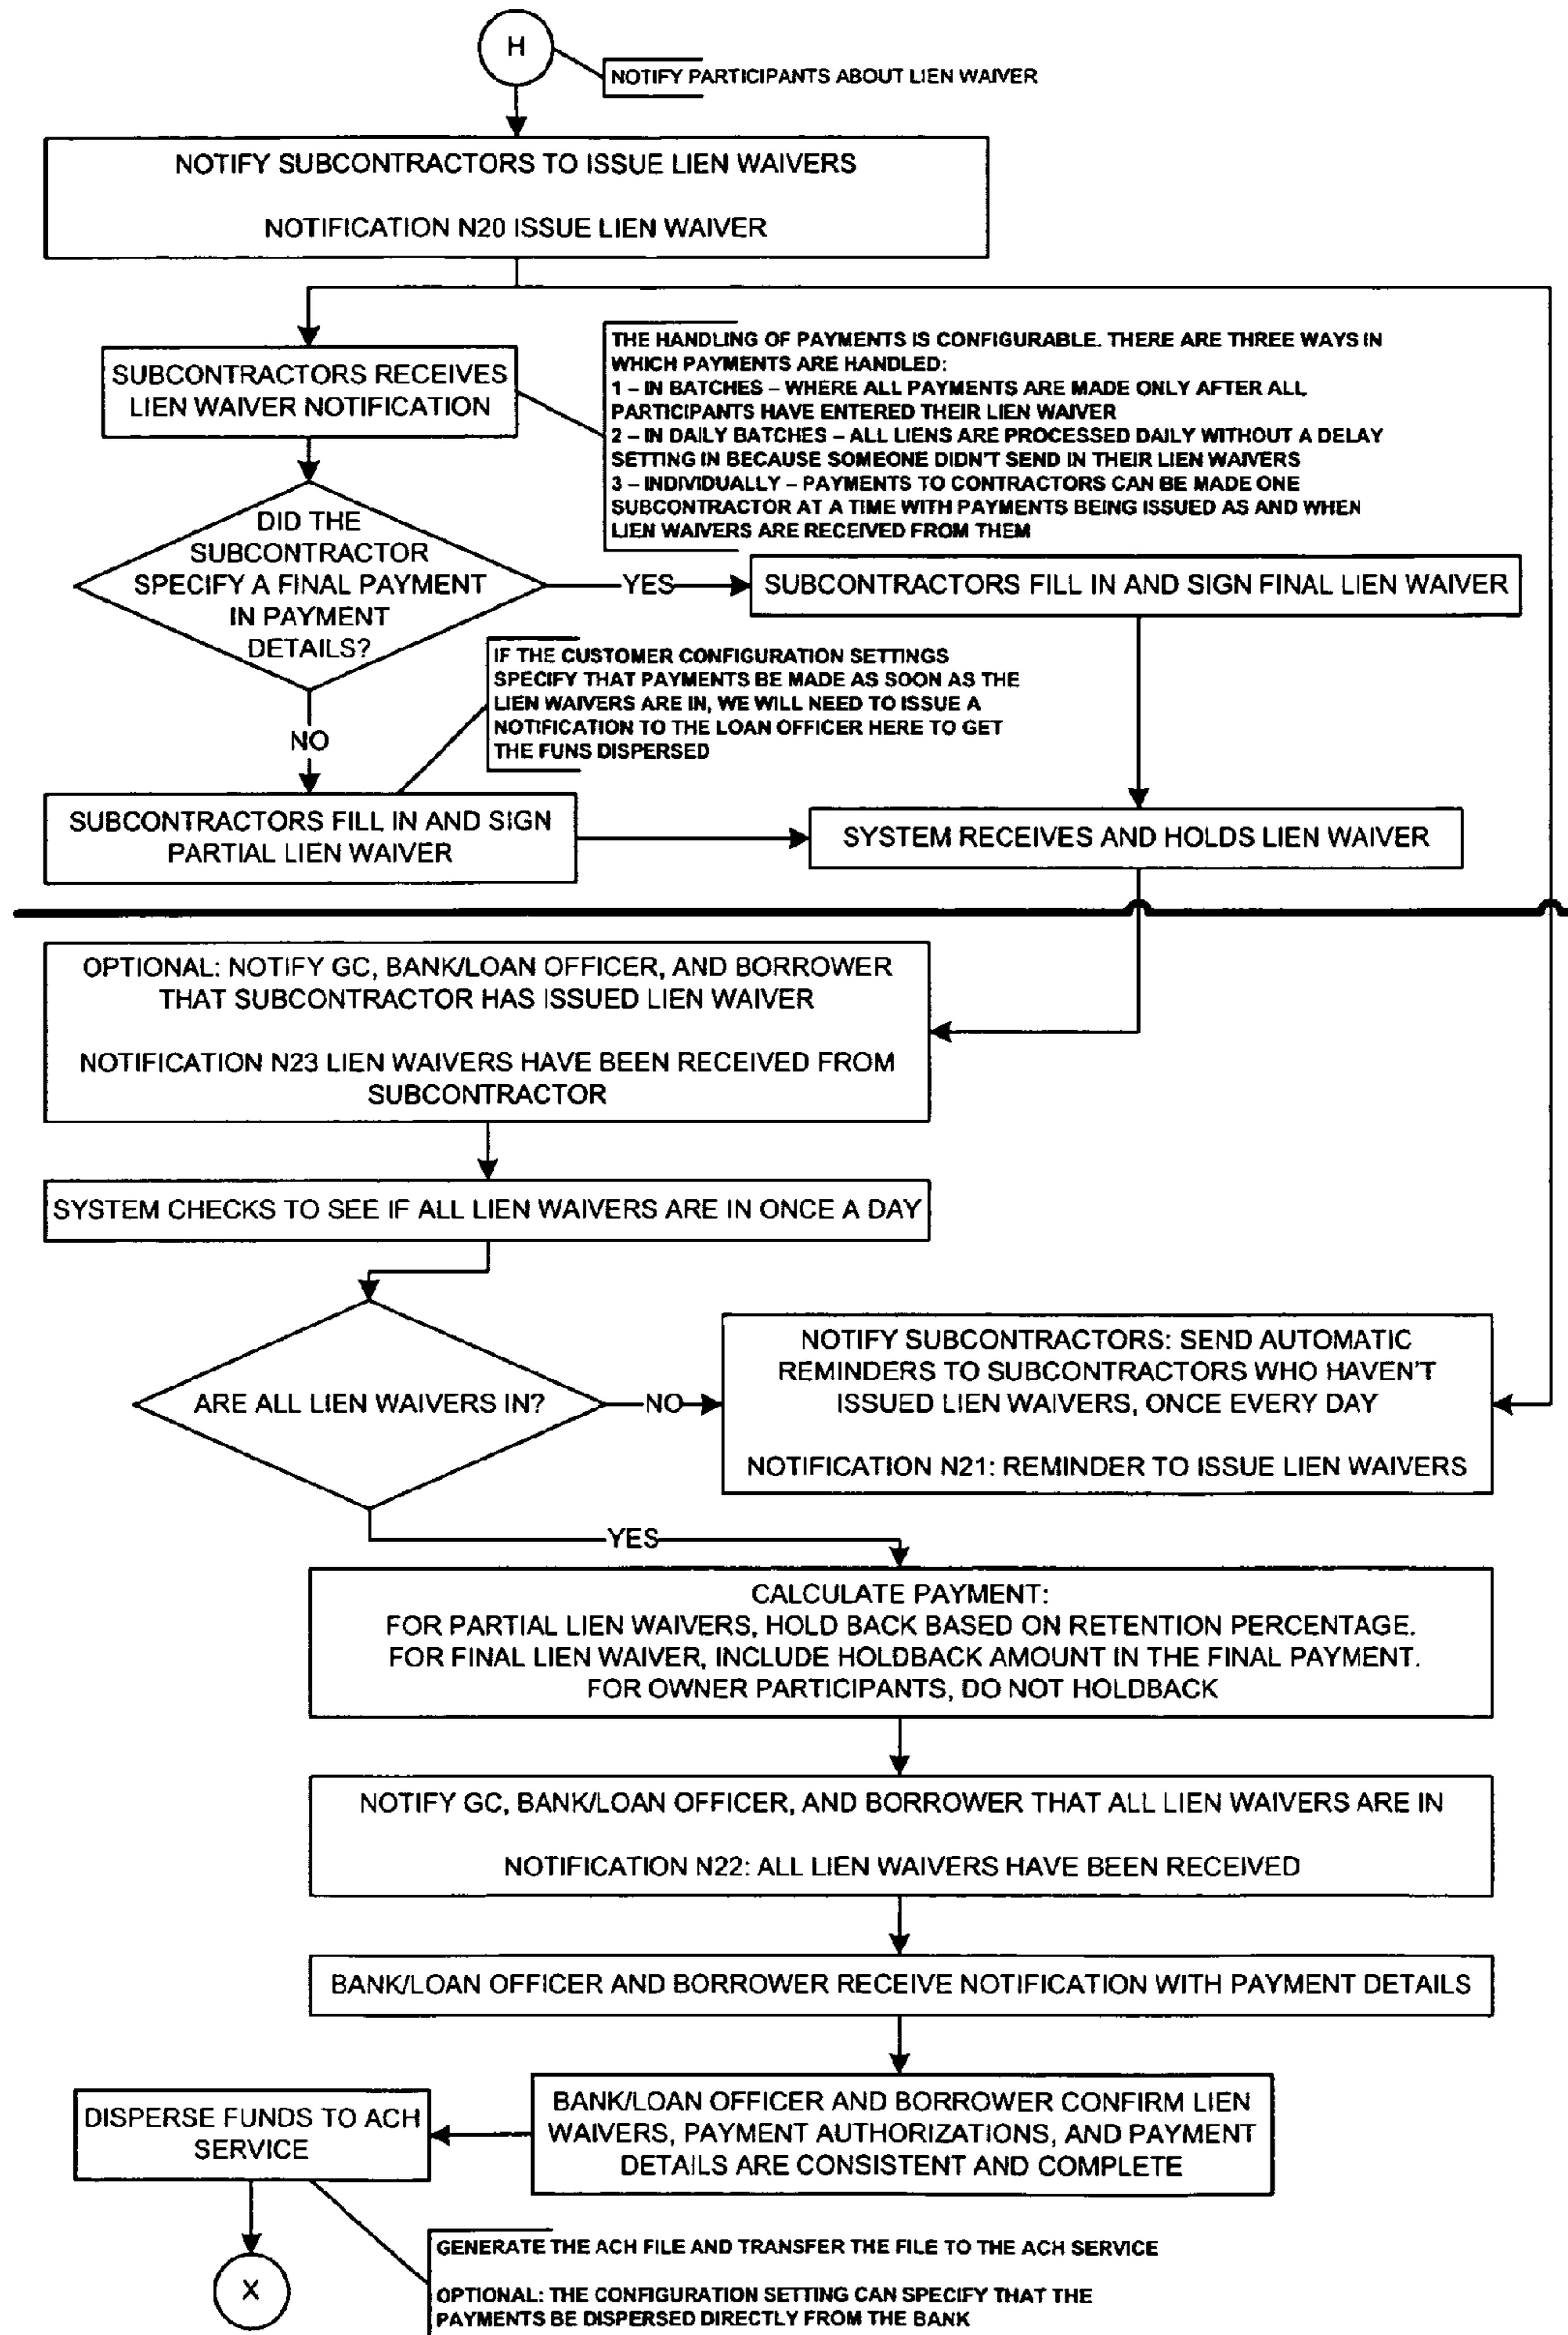 H
NOTIFY PARTICIPANTS ABOUT LIEN WAIVER
NOTIFY SUBCONTRACTORS TO ISSUE LIEN WAIVERS
NOTIFICATION N20 ISSUE LIEN WAIVER
SUBCONTRACTORS RECEIVES
LIEN WAIVER NOTIFICATION
THE HANDLING OF PAYMENTS IS CONFIGURABLE. THERE ARE THREE WAYS IN
WHICH PAYMENTS ARE HANDLED:
1 – IN BATCHES – WHERE ALL PAYMENTS ARE MADE ONLY AFTER ALL
PARTICIPANTS HAVE ENTERED THEIR LIEN WAIVER
2 – IN DAILY BATCHES – ALL LIENS ARE PROCESSED DAILY WITHOUT A DELAY
SETTING IN BECAUSE SOMEONE DIDN'T SEND IN THEIR LIEN WAIVERS
3 – INDIVIDUALLY – PAYMENTS TO CONTRACTORS CAN BE MADE ONE
SUBCONTRACTOR AT A TIME WITH PAYMENTS BEING ISSUED AS AND WHEN
LIEN WAIVERS ARE RECEIVED FROM THEM
DID THE
SUBCONTRACTOR
SPECIFY A FINAL PAYMENT
IN PAYMENT
DETAILS?
YES
SUBCONTRACTORS FILL IN AND SIGN FINAL LIEN WAIVER
IF THE CUSTOMER CONFIGURATION SETTINGS
SPECIFY THAT PAYMENTS BE MADE AS SOON AS THE
LIEN WAIVERS ARE IN, WE WILL NEED TO ISSUE A
NOTIFICATION TO THE LOAN OFFICER HERE TO GET
THE FUNS DISPERSED
NO
SUBCONTRACTORS FILL IN AND SIGN
PARTIAL LIEN WAIVER
SYSTEM RECEIVES AND HOLDS LIEN WAIVER
OPTIONAL: NOTIFY GC, BANK/LOAN OFFICER, AND BORROWER
THAT SUBCONTRACTOR HAS ISSUED LIEN WAIVER
NOTIFICATION N23 LIEN WAIVERS HAVE BEEN RECEIVED FROM
SUBCONTRACTOR
SYSTEM CHECKS TO SEE IF ALL LIEN WAIVERS ARE IN ONCE A DAY
ARE ALL LIEN WAIVERS IN?
NO
NOTIFY SUBCONTRACTORS: SEND AUTOMATIC
REMINDERS TO SUBCONTRACTORS WHO HAVEN'T
ISSUED LIEN WAIVERS, ONCE EVERY DAY
NOTIFICATION N21: REMINDER TO ISSUE LIEN WAIVERS
YES
CALCULATE PAYMENT:
FOR PARTIAL LIEN WAIVERS, HOLD BACK BASED ON RETENTION PERCENTAGE.
FOR FINAL LIEN WAIVER, INCLUDE HOLDBACK AMOUNT IN THE FINAL PAYMENT.
FOR OWNER PARTICIPANTS, DO NOT HOLDBACK
NOTIFY GC, BANK/LOAN OFFICER, AND BORROWER THAT ALL LIEN WAIVERS ARE IN
NOTIFICATION N22: ALL LIEN WAIVERS HAVE BEEN RECEIVED
BANK/LOAN OFFICER AND BORROWER RECEIVE NOTIFICATION WITH PAYMENT DETAILS
BANK/LOAN OFFICER AND BORROWER CONFIRM LIEN
WAIVERS, PAYMENT AUTHORIZATIONS, AND PAYMENT
DETAILS ARE CONSISTENT AND COMPLETE
DISPERSE FUNDS TO ACH
SERVICE
GENERATE THE ACH FILE AND TRANSFER THE FILE TO THE ACH SERVICE
OPTIONAL: THE CONFIGURATION SETTING CAN SPECIFY THAT THE
PAYMENTS BE DISPERSED DIRECTLY FROM THE BANK
X